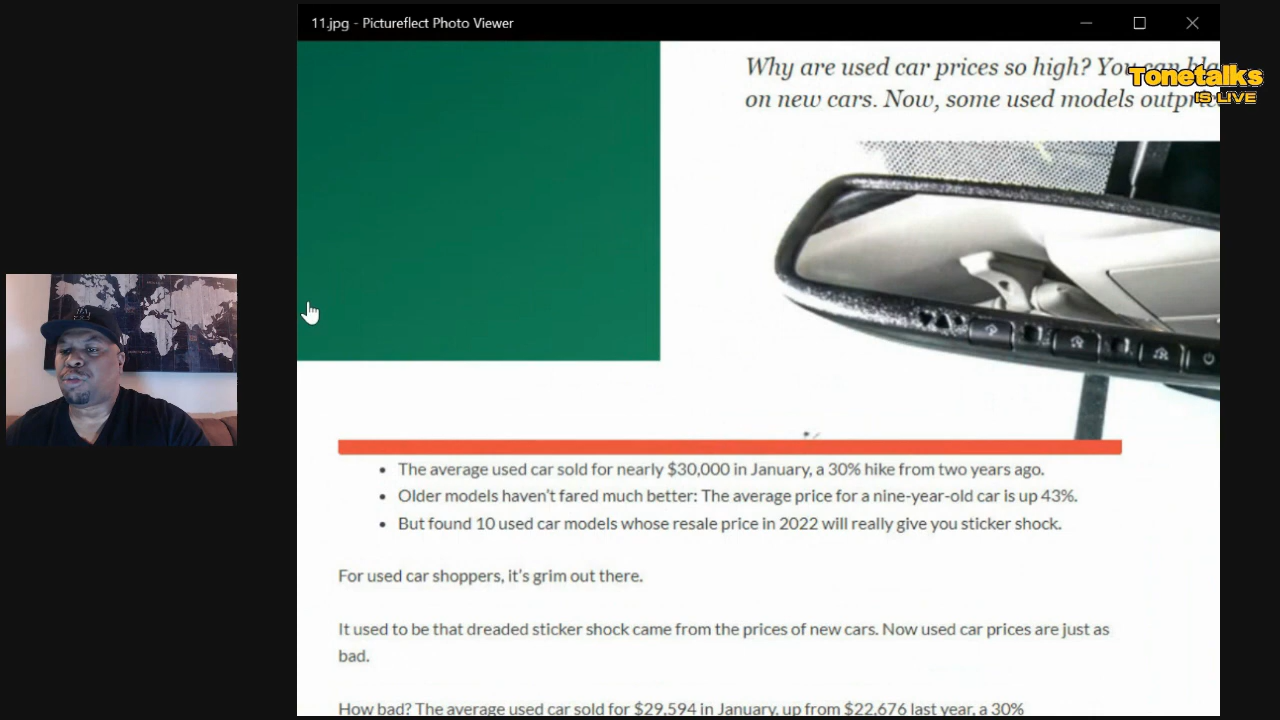 11.jpg - Pictureflect Photo Viewer
Why are used car prices so high? You can
on new cars. Now, some used models
Tonetalks
IS LIVE
• The average used car sold for nearly $30,000 in January, a 30% hike from two years ago.
• Older models haven't fared much better: The average price for a nine-year-old car is up 43%.
• But found 10 used car models whose resale price in 2022 will really give you sticker shock.
For used car shoppers, it's grim out there.
It used to be that dreaded sticker shock came from the prices of new cars. Now used car prices are just as
bad.
How bad? The average used car sold for $29,594 in January, up from $22,676 last year, a 30%